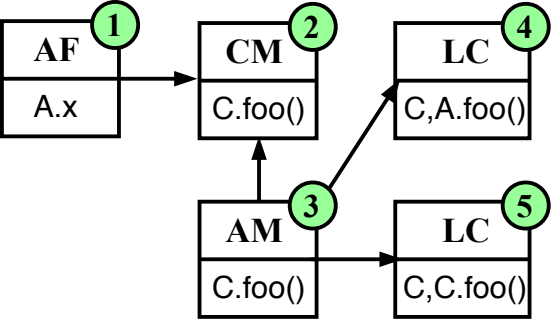 1
AF
A.x
2
CM
C.foo()
4
LC
C,A.foo()
3
AM
C.foo()
5
LC
C,C.foo()